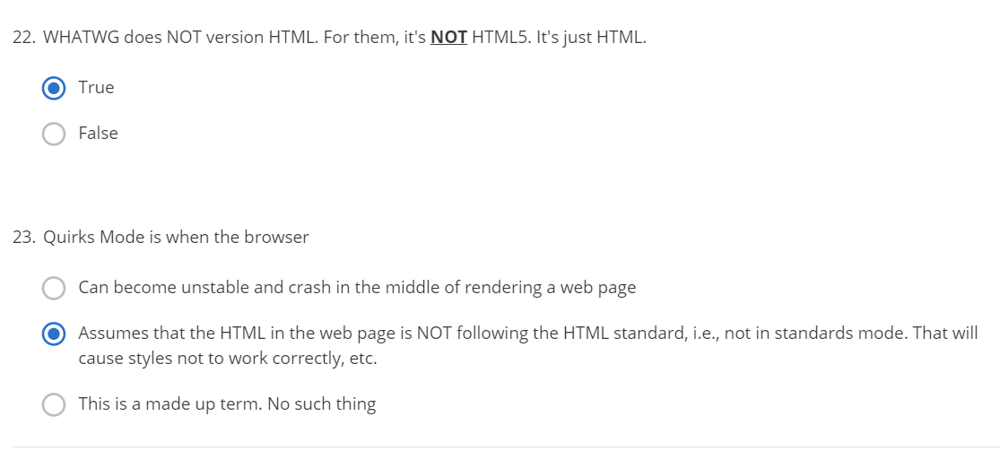 22. WHATWG does NOT version HTML. For them, it's NOT HTML5. It's just HTML.
True
False
23. Quirks Mode is when the browser
Can become unstable and crash in the middle of rendering a web page
Assumes that the HTML in the web page is NOT following the HTML standard, i.e., not in standards mode. That will
cause styles not to work correctly, etc.
This is a made up term. No such thing